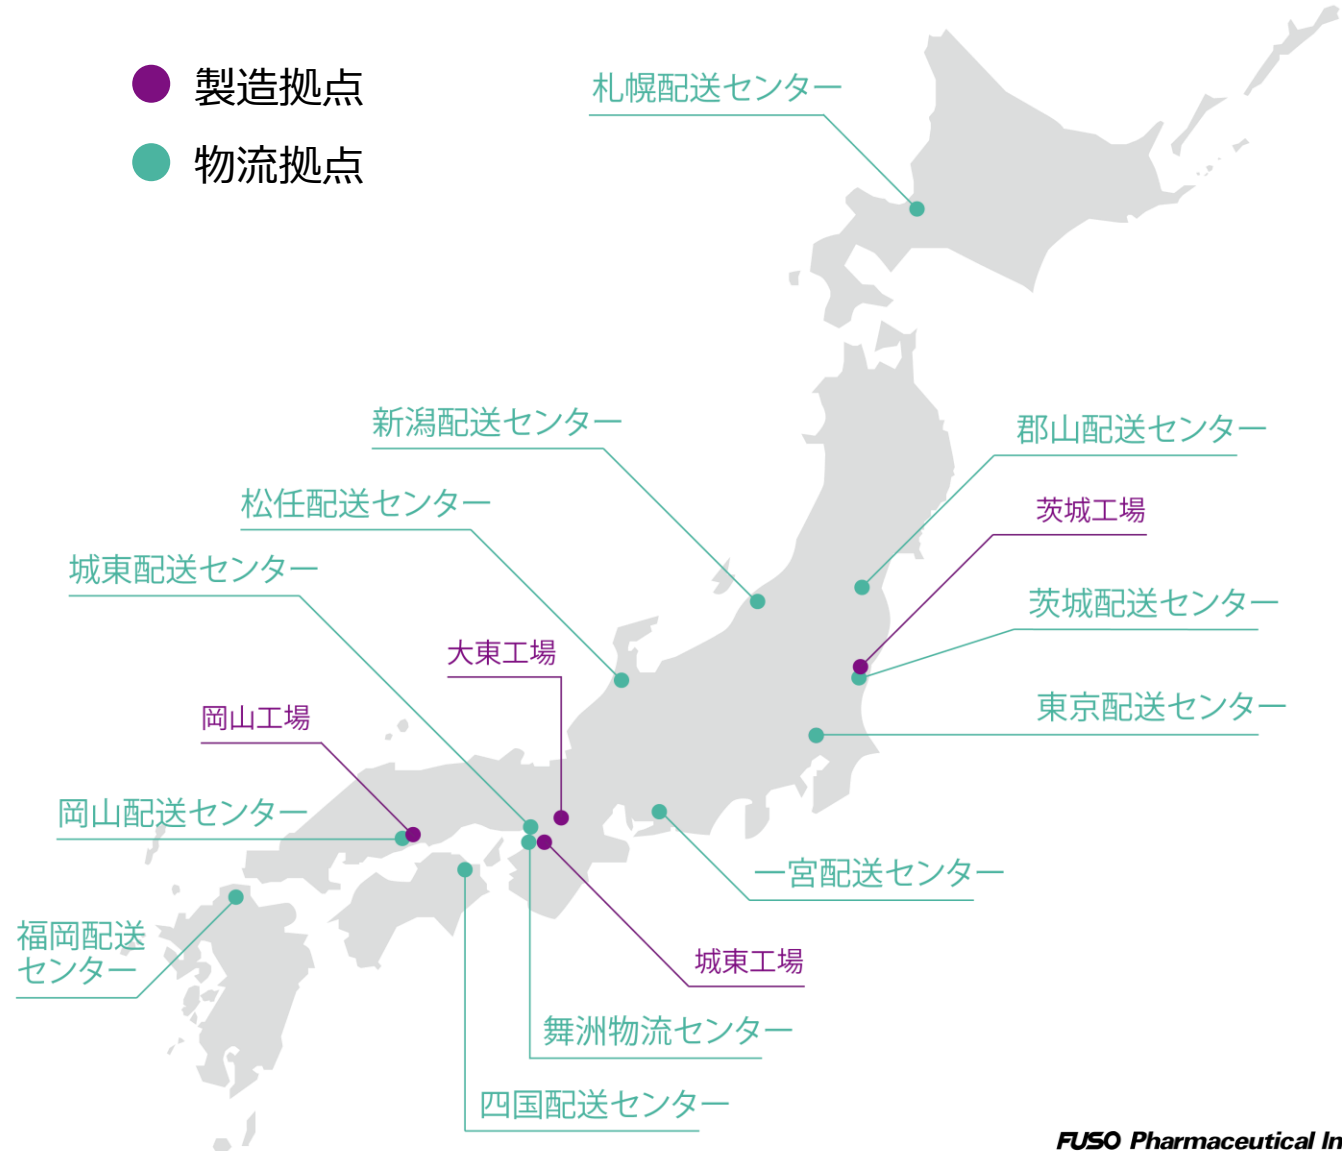 製造拠点
物流拠点
札幌配送センター
新潟配送センター
郡山配送センター
松任配送センター
茨城工場
城東配送センター
茨城配送センター
大東工場
東京配送センター
岡山工場
岡山配送センター
一宮配送センター
福岡配送
センター
城東工場
舞洲物流センター
四国配送センター
FUSO Pharmaceutical In